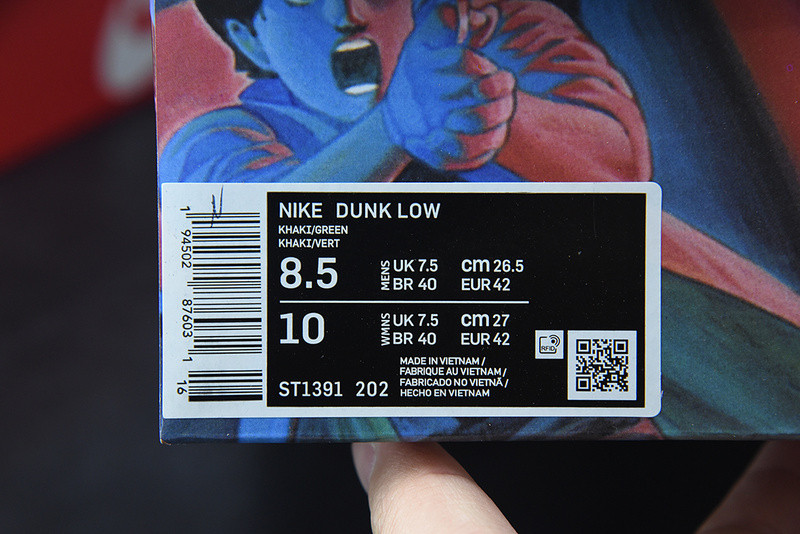 NIKE DUNK LOW
KHAKI/GREEN
KHAKI/VERT
8.5 MENS UK 7.5 cm 26.5
BR 40 EUR 42
10 WMNS UK 7.5 cm 27
BR 40 EUR 42
MADE IN VIETNAM /
FABRIQUE AU VIETNAM /
FABRICADO NO VIETNÃ /
HECHO EN VIETNAM
ST1391 202
RFID
1 94502 87603 1 16